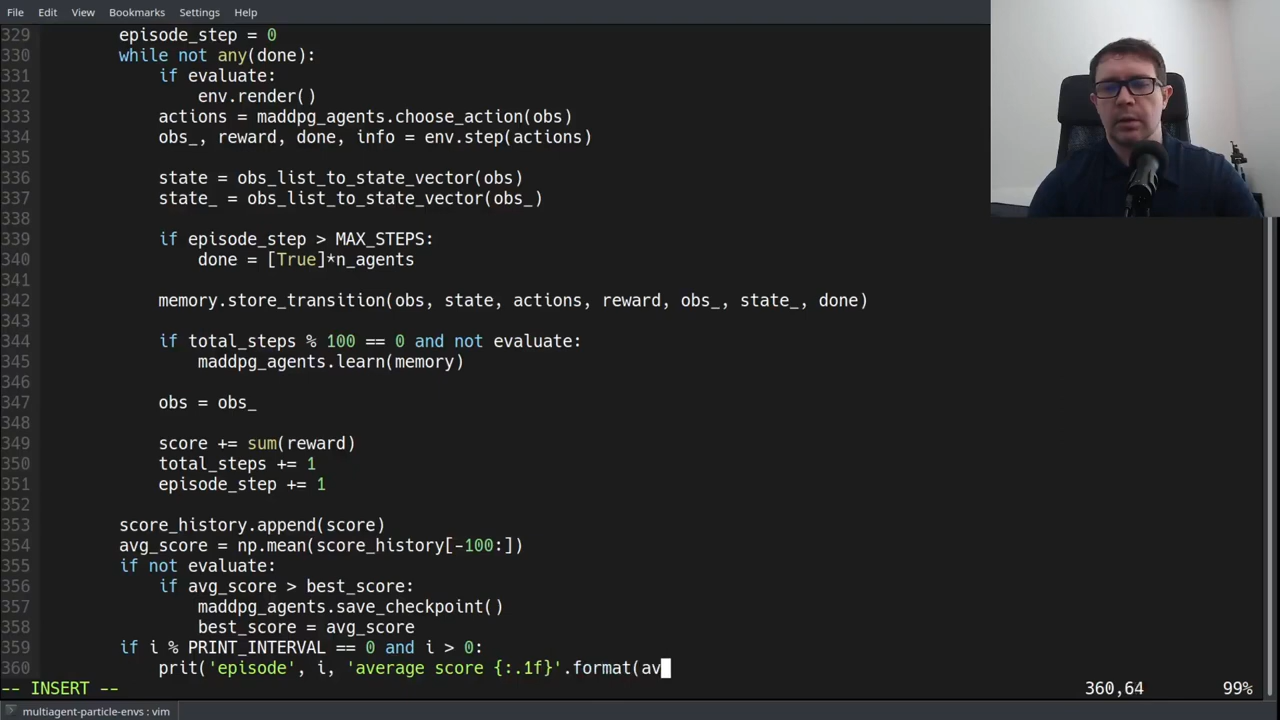 File Edit View Bookmarks Settings Help
329 episode_step = 0
330 while not any(done):
331 if evaluate:
332 env.render()
333 actions = maddpg_agents.choose_action(obs)
334 obs_, reward, done, info = env.step(actions)
335
336 state = obs_list_to_state_vector(obs)
337 state_ = obs_list_to_state_vector(obs_)
338
339 if episode_step > MAX_STEPS:
340 done = [True]*n_agents
341
342 memory.store_transition(obs, state, actions, reward, obs_, state_, done)
343
344 if total_steps % 100 == 0 and not evaluate:
345 maddpg_agents.learn(memory)
346
347 obs = obs_
348
349 score += sum(reward)
350 total_steps += 1
351 episode_step += 1
352
353 score_history.append(score)
354 avg_score = np.mean(score_history[-100:])
355 if not evaluate:
356 if avg_score > best_score:
357 maddpg_agents.save_checkpoint()
358 best_score = avg_score
359 if i % PRINT_INTERVAL == 0 and i > 0:
360 prit('episode', i, 'average score {:.1f}'.format(av
-- INSERT -- 360,64 99%
multiagent-particle-envs : vim